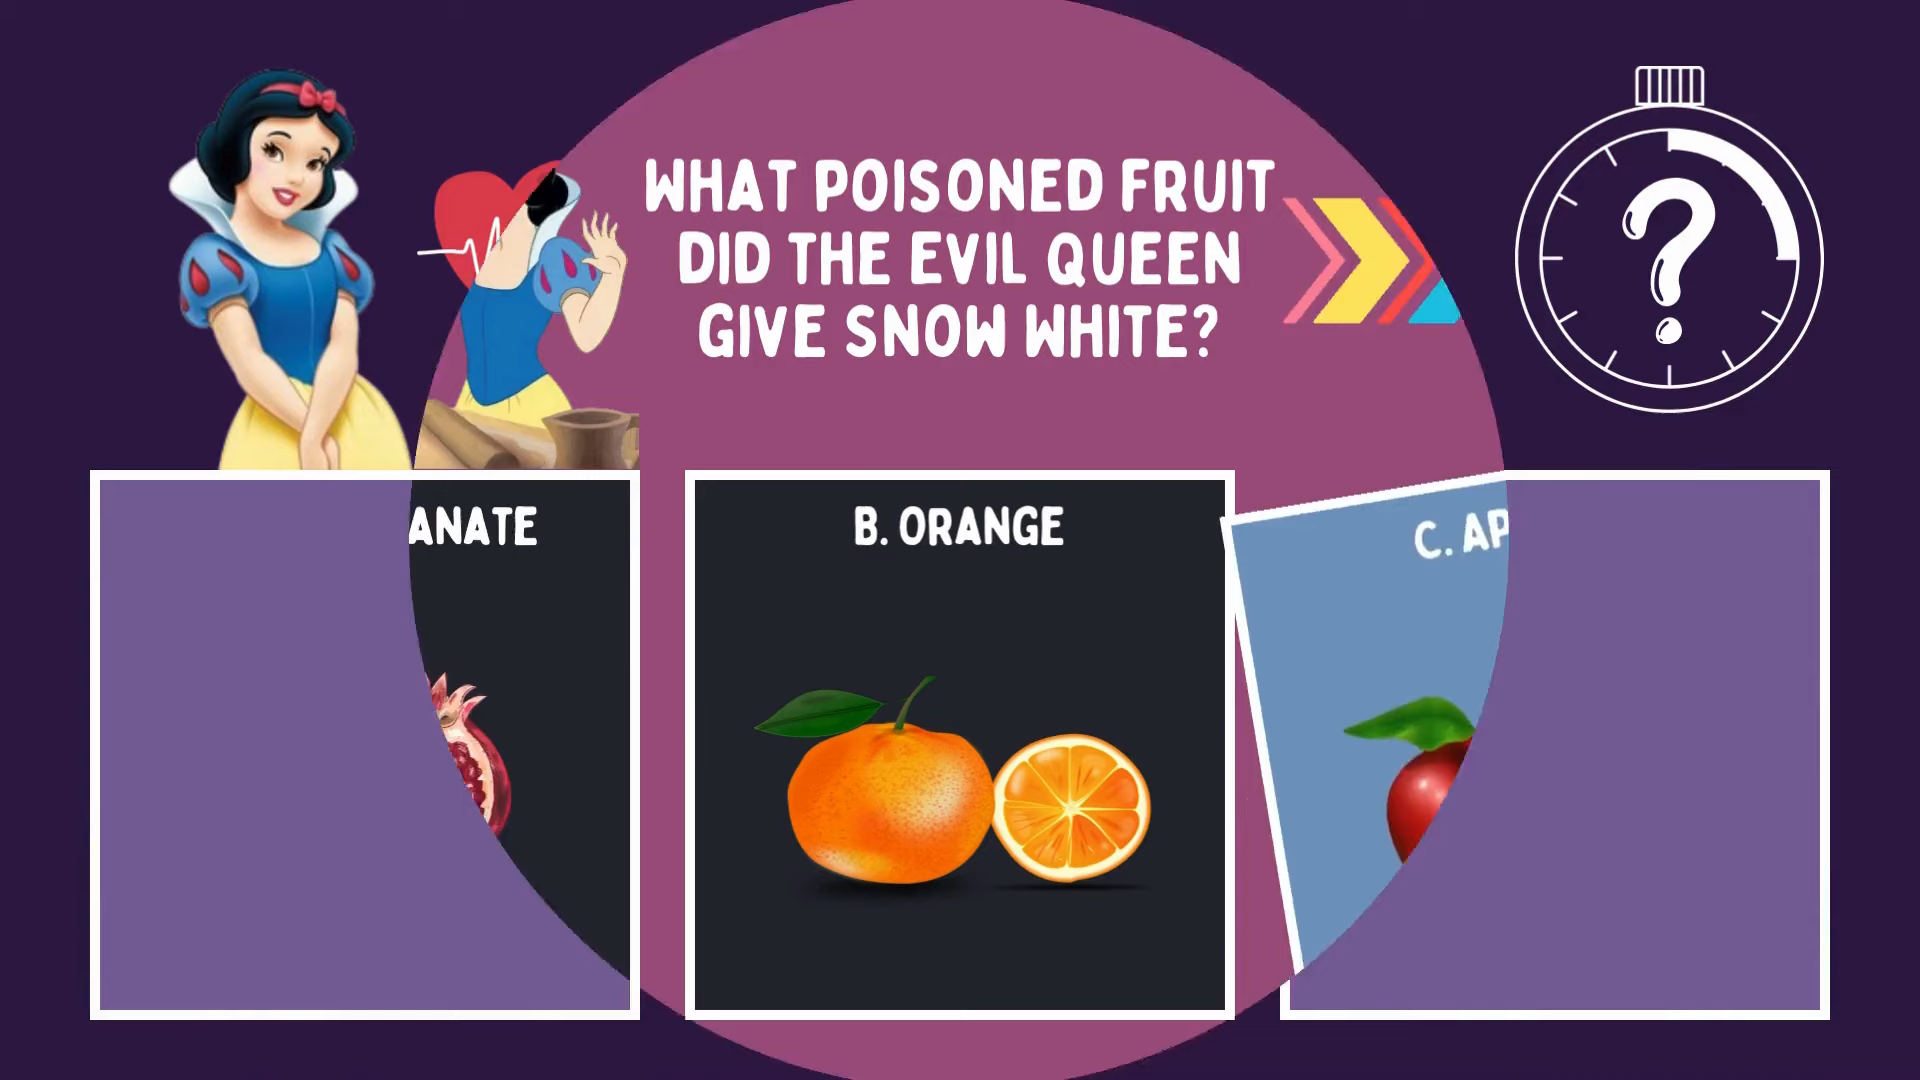 WHAT POISONED FRUIT
DID THE EVIL QUEEN
GIVE SNOW WHITE?
ANATE
B. ORANGE
C. AP